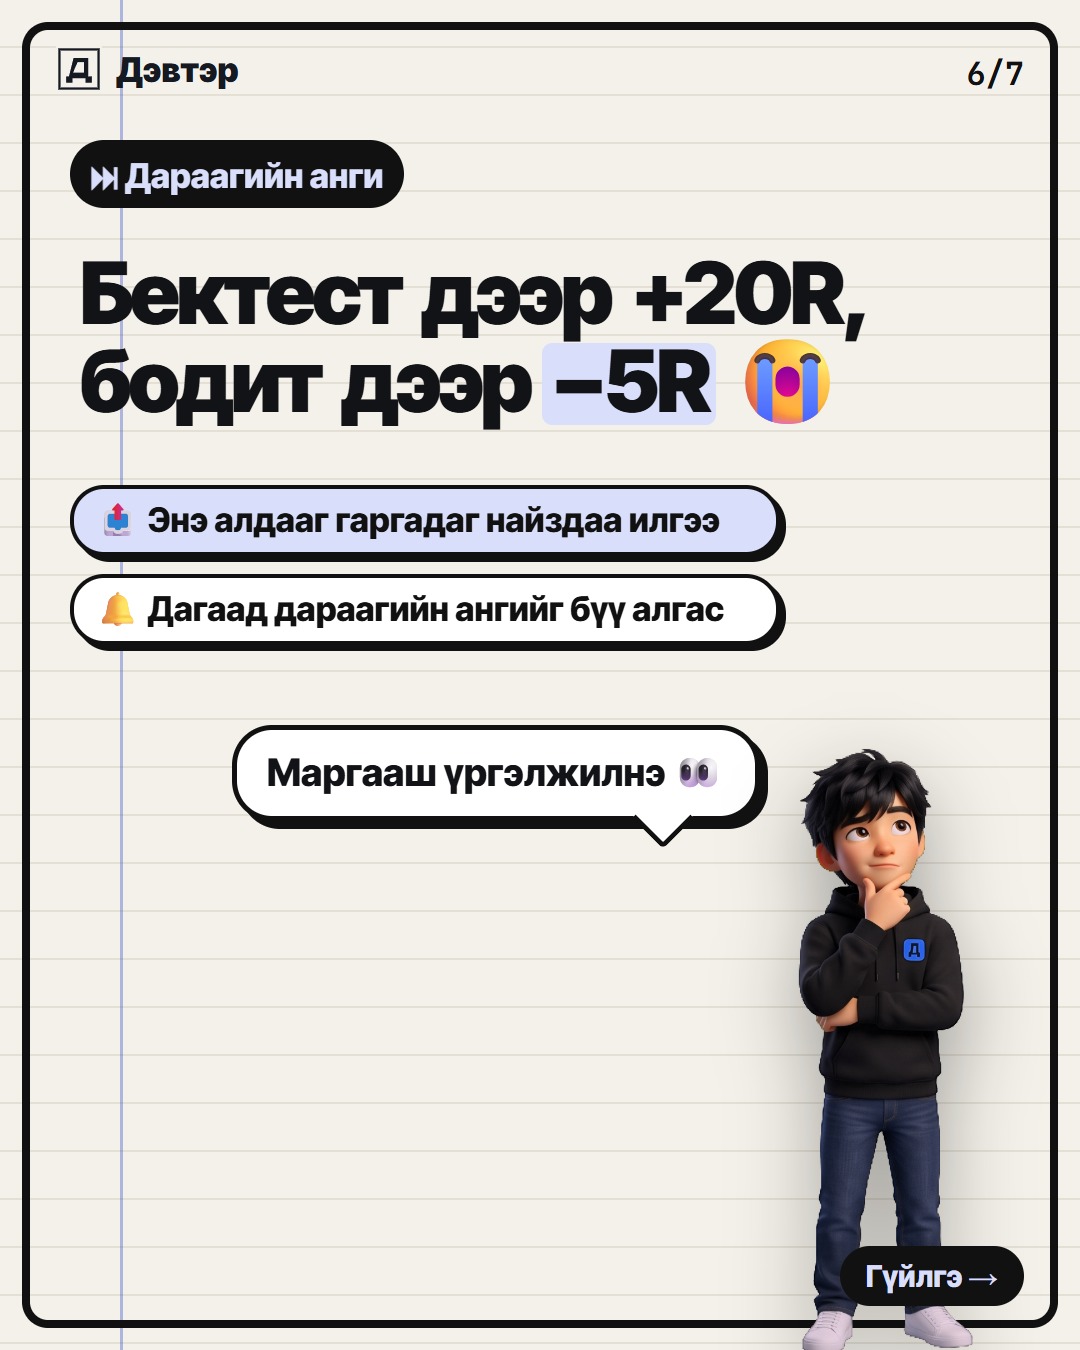 Д Дэвтэр
6/7
⏭ Дараагийн анги
Бектест дээр +20R,
бодит дээр −5R 😭
📤 Энэ алдааг гаргадаг найздаа илгээ
🔔 Дагаад дараагийн ангийг бүү алгас
Маргааш үргэлжилнэ 👀
Д
Гүйлгэ →